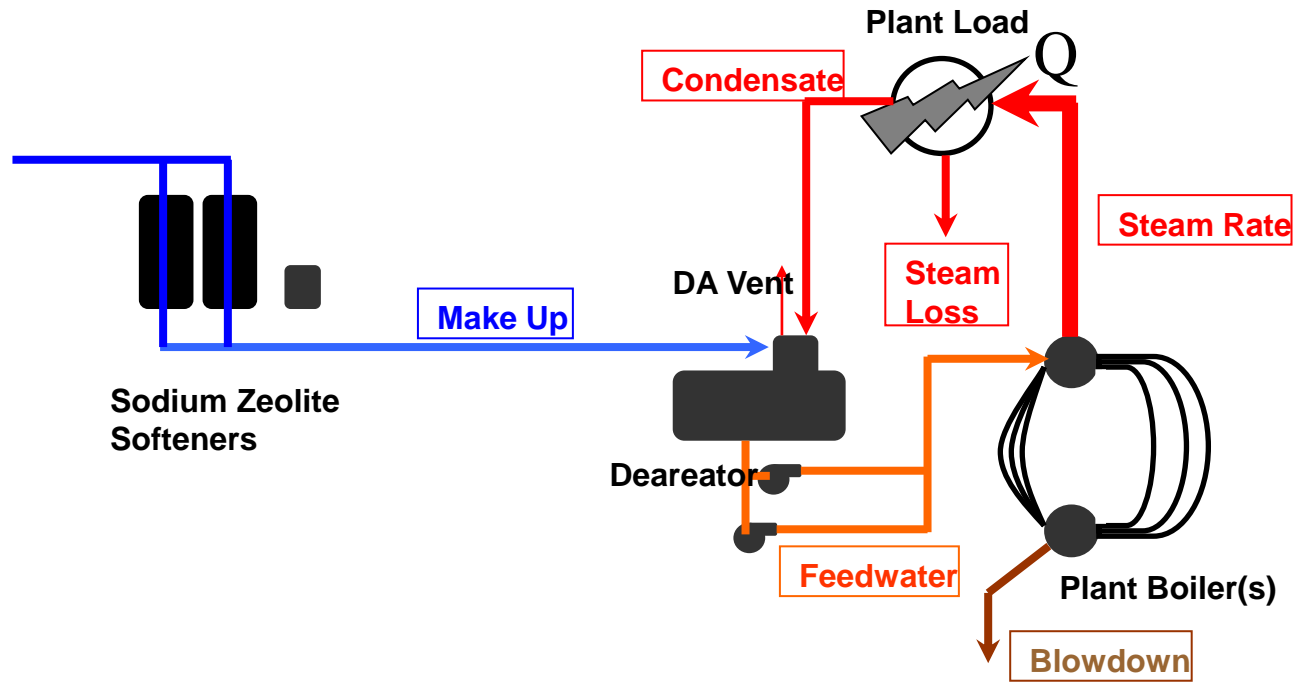 Plant Load
Q
Condensate
Steam Rate
DA Vent
Steam
Loss
Make Up
Sodium Zeolite
Softeners
Deareator
Feedwater
Plant Boiler(s)
Blowdown